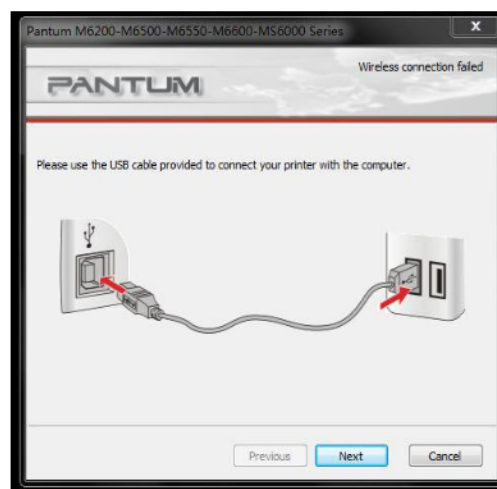 Pantum M6200-M6500-M6550-M6600-MS6000 Series
x
Wireless connection failed
PANTUM
Please use the USB cable provided to connect your printer with the computer.
Previous
Next
Cancel